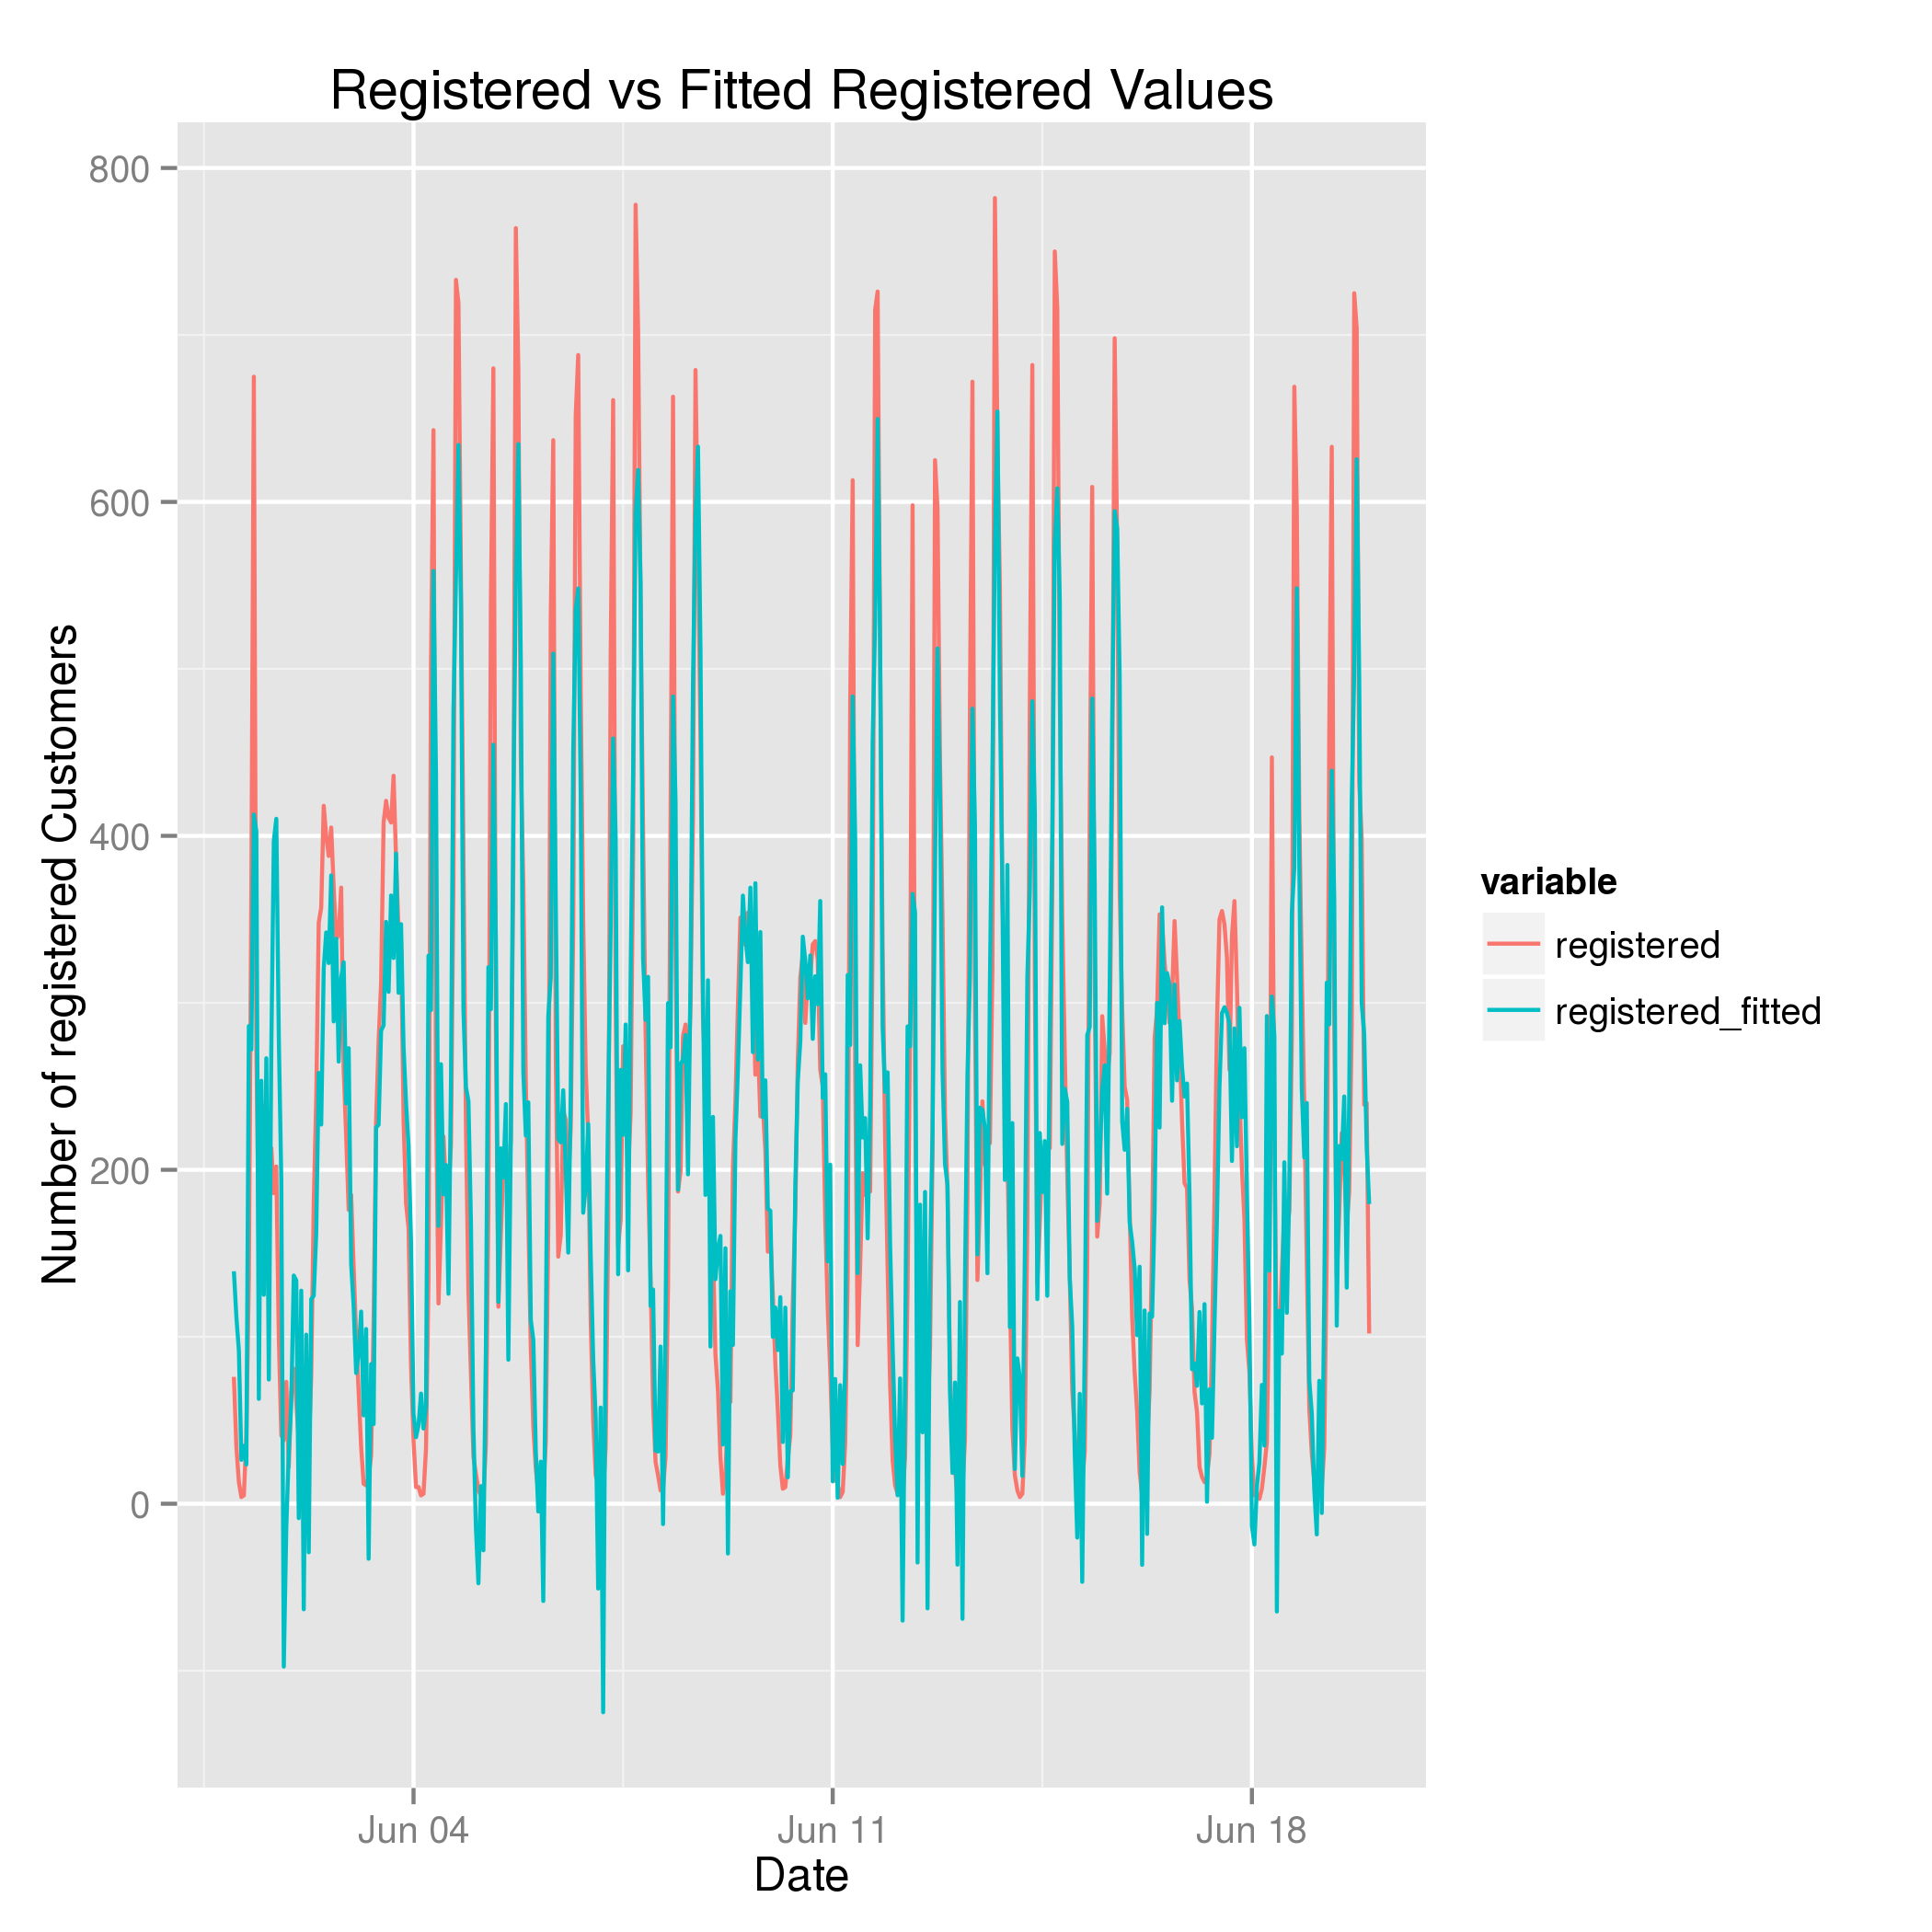 Registered vs Fitted Registered Values
800
600
400
200
0
Number of registered Customers
Jun 04
Jun 11
Jun 18
Date
variable
registered
registered_fitted